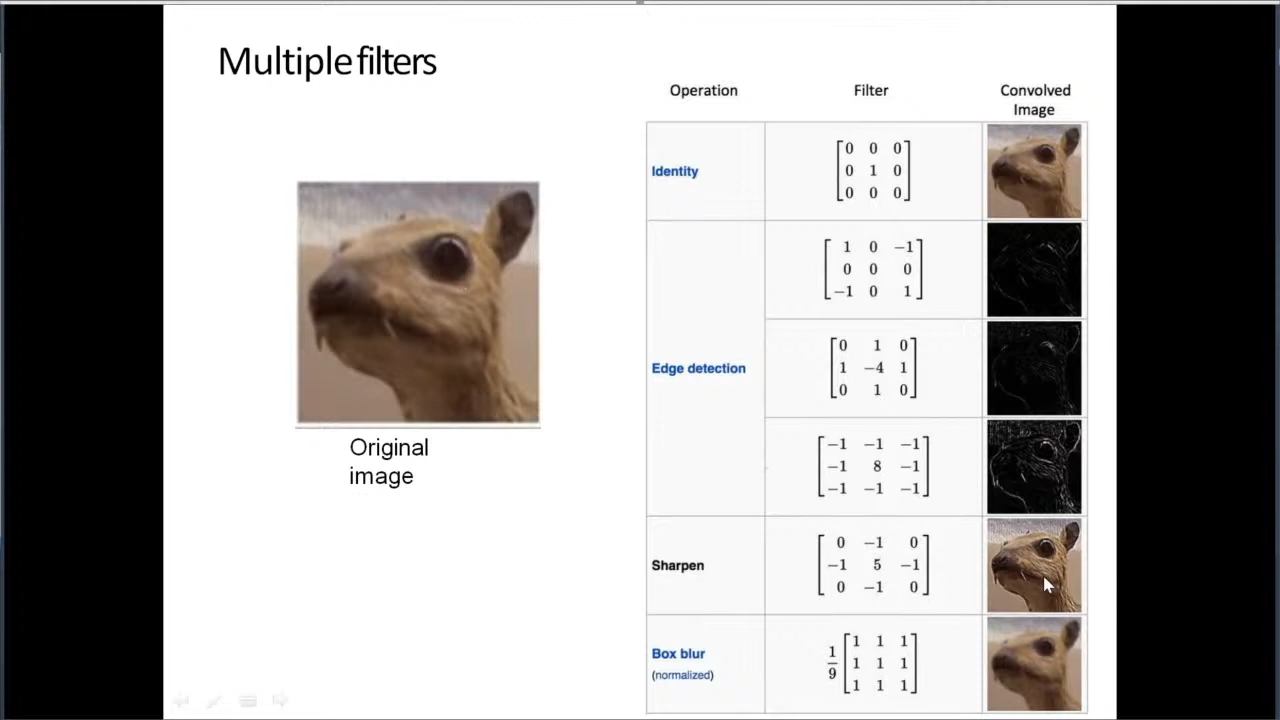 Multiple filters
Original
image
Operation Filter Convolved
Image
Identity
0 0 0
0 1 0
0 0 0
1 0 −1
0 0 0
−1 0 1
Edge detection
0 1 0
1 −4 1
0 1 0
−1 −1 −1
−1 8 −1
−1 −1 −1
Sharpen
0 −1 0
−1 5 −1
0 −1 0
Box blur
(normalized)
1
9
1 1 1
1 1 1
1 1 1